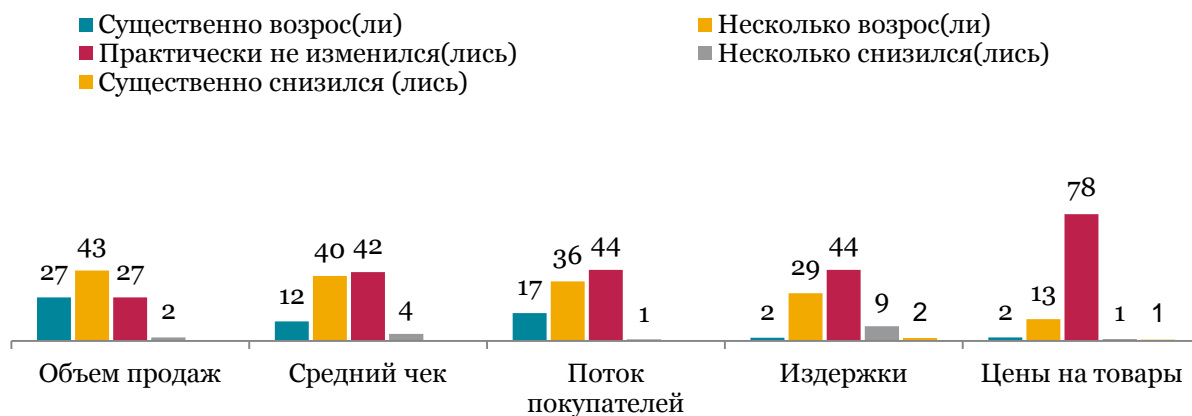 Существенно возрос(ли)
Несколько возрос(ли)
Практически не изменился(лись)
Несколько снизился(лись)
Существенно снизился (лись)
27 43 27 2
12 40 42 4
17 36 44 1
2 29 44 9 2
2 13 78 1 1
Объем продаж
Средний чек
Поток
покупателей
Издержки
Цены на товары